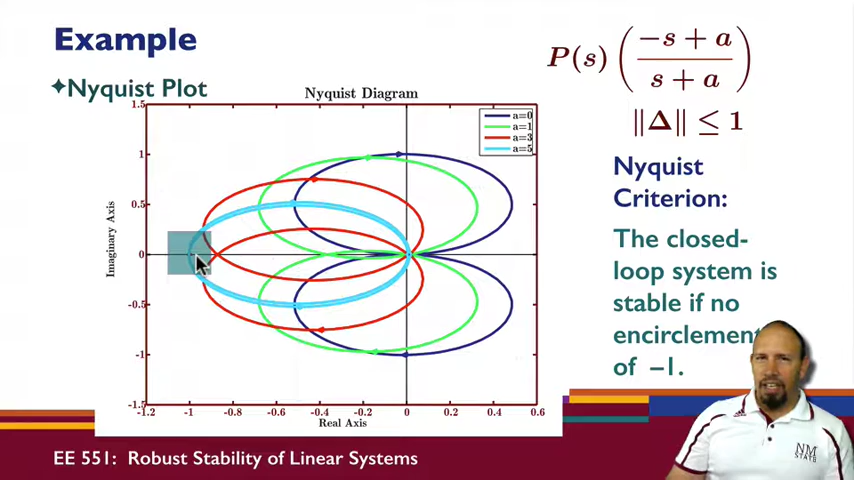 Example
✦Nyquist Plot
P(s) ( −s + a / s + a )
‖Δ‖ ≤ 1
Nyquist Diagram
a=0
a=1
a=3
a=5
Imaginary Axis
1.5
1
0.5
0
-0.5
-1
-1.5
-1.2 -1 -0.8 -0.6 -0.4 -0.2 0 0.2 0.4 0.6
Real Axis
Nyquist
Criterion:
The closed-
loop system is
stable if no
of –1.
NM
STATE
EE 551: Robust Stability of Linear Systems